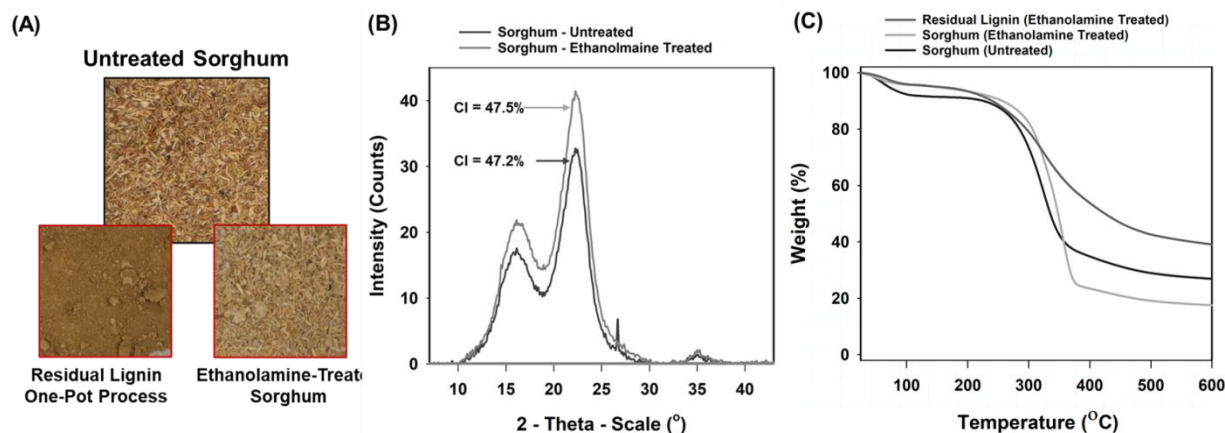 (A)
Untreated Sorghum
Residual Lignin
One-Pot Process
Ethanolamine-Treate
Sorghum
(B)
Sorghum - Untreated
Sorghum - Ethanolmaine Treated
CI = 47.5%
CI = 47.2%
40
30
20
10
0
10
15
20
25
30
35
40
Intensity (Counts)
2 - Theta - Scale (°)
(C)
Residual Lignin (Ethanolamine Treated)
Sorghum (Ethanolamine Treated)
Sorghum (Untreated)
100
80
60
40
20
0
100
200
300
400
500
600
Weight (%)
Temperature (°C)